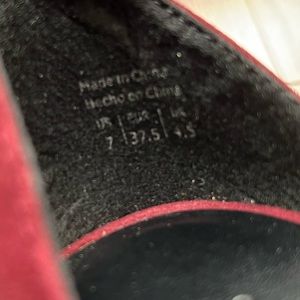 Made in China
Hecho en China
US | EUR | UK
7 | 37.5 | 4.5